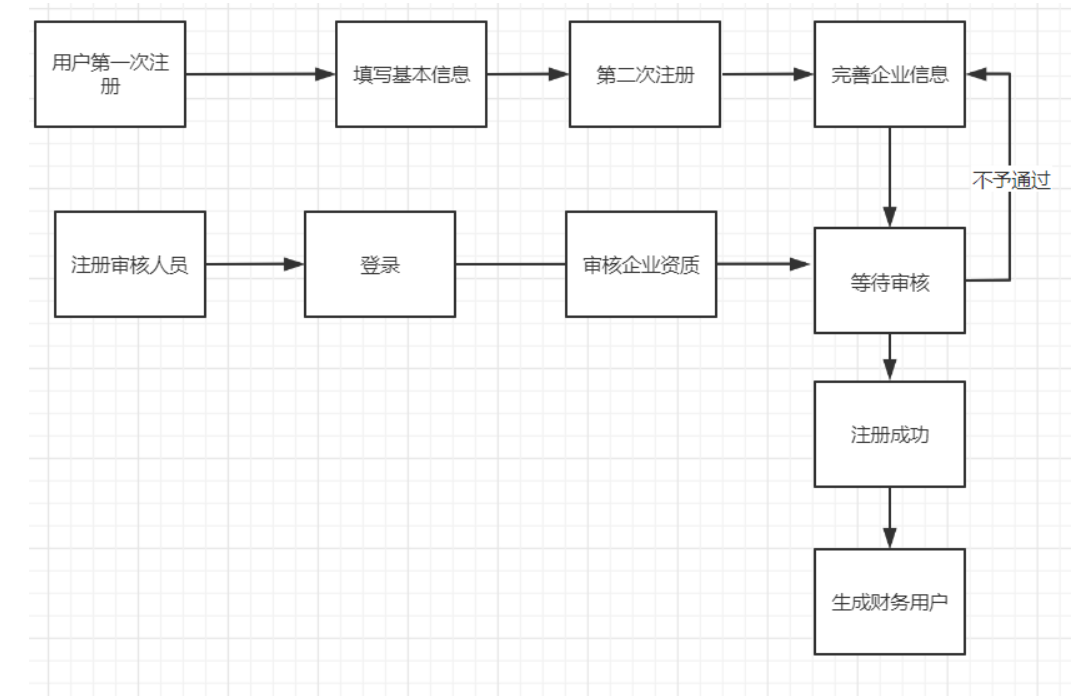 用户第一次注
册
填写基本信息
第二次注册
完善企业信息
不予通过
注册审核人员
登录
审核企业资质
等待审核
注册成功
生成财务用户